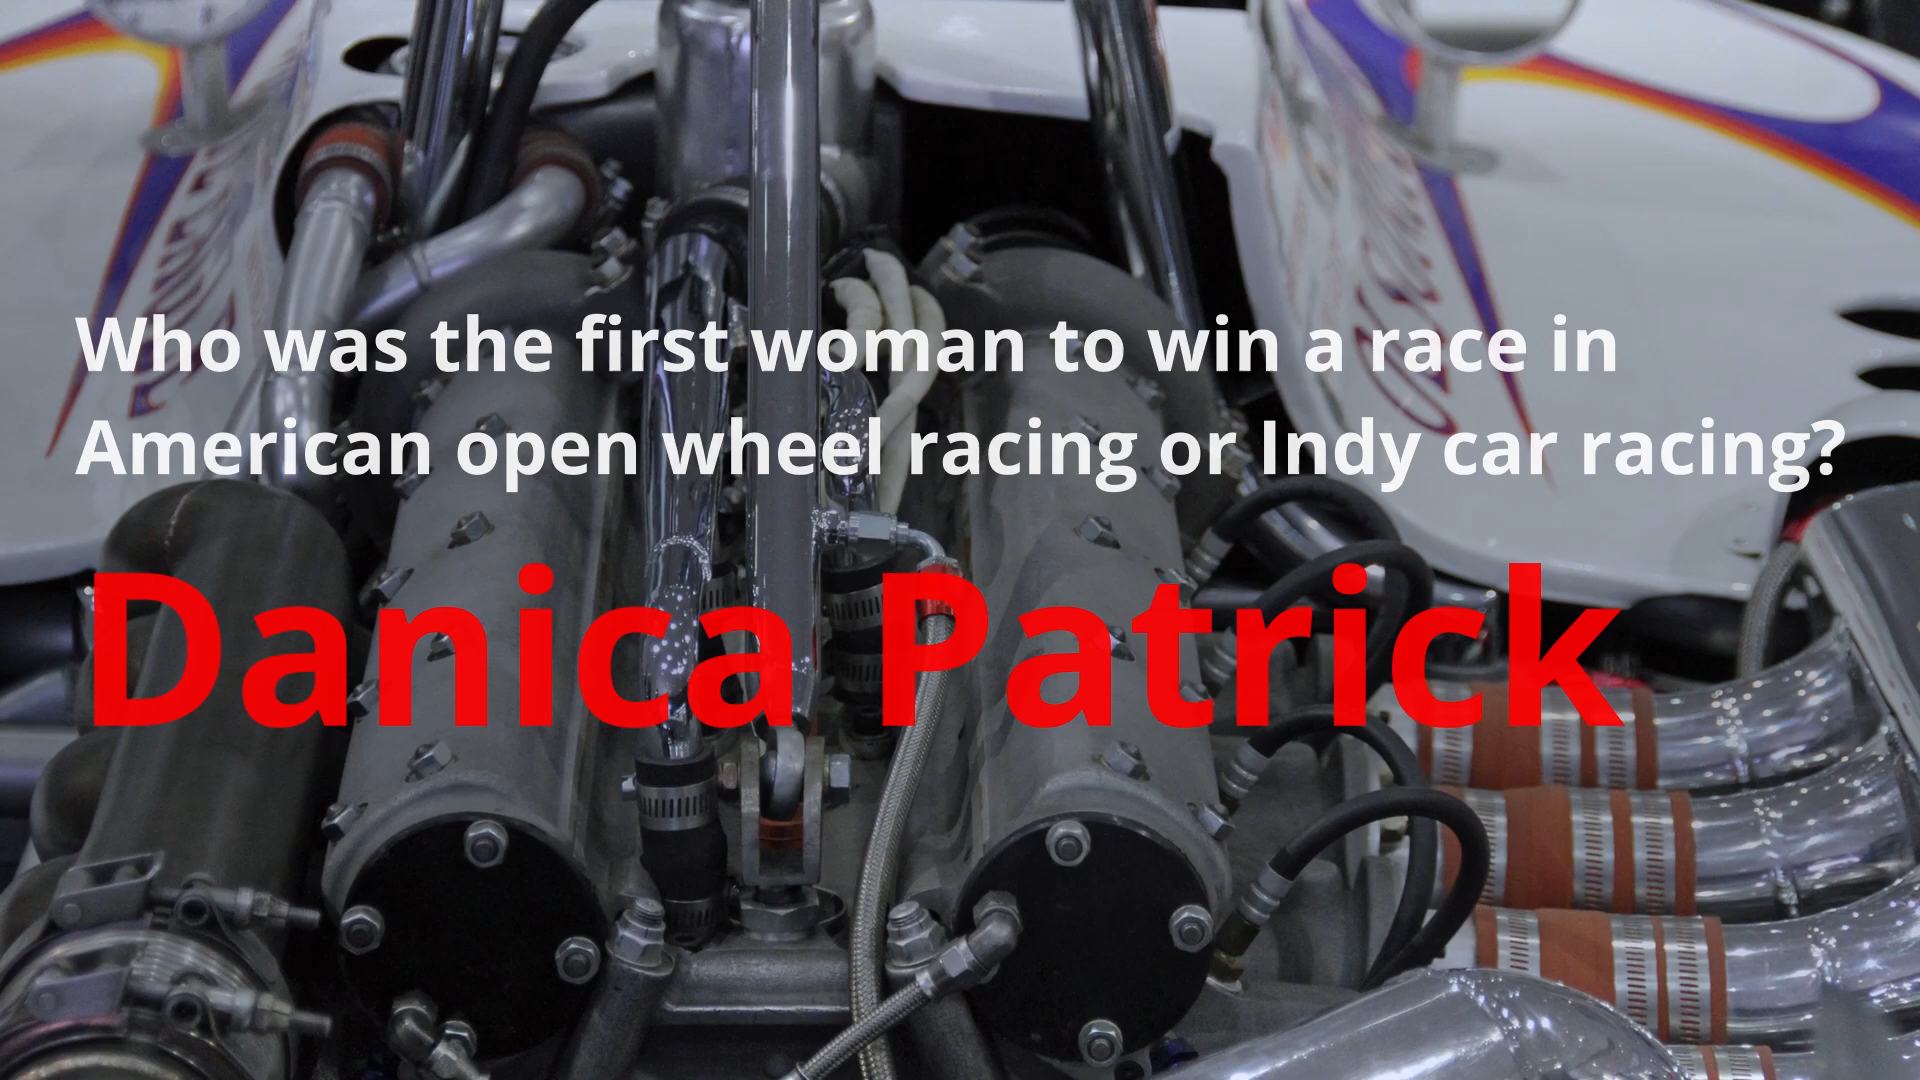 Who was the first woman to win a race in
American open wheel racing or Indy car racing?
Danica Patrick